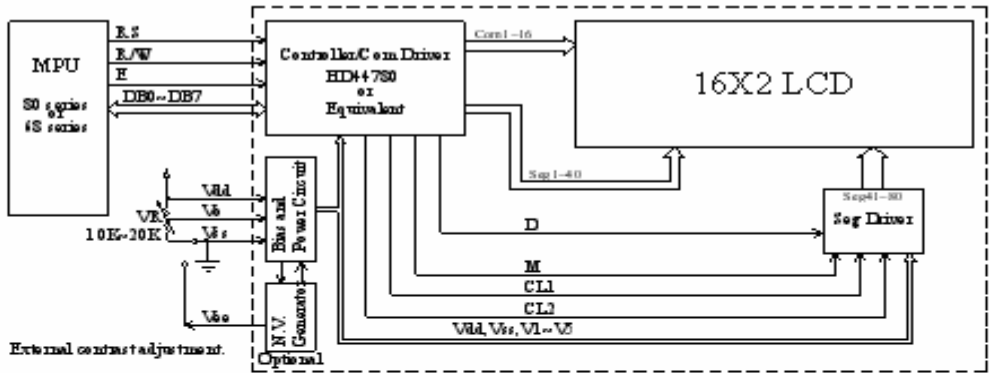 MPU
80 series
or
68 series
RS
R/W
E
DB0~DB7
Controller/Com Driver
HD44780
or
Equivalent
Com1~16
16X2 LCD
Seg1~40
Seg41~80
Seg Driver
Vdd
Vo
Vss
VR
10K~20K
Bias and
Power Circuit
D
M
CL1
CL2
Vdd, Vss, V1~V5
Vee
N.V.
Generator
Optional
External contrast adjustment.